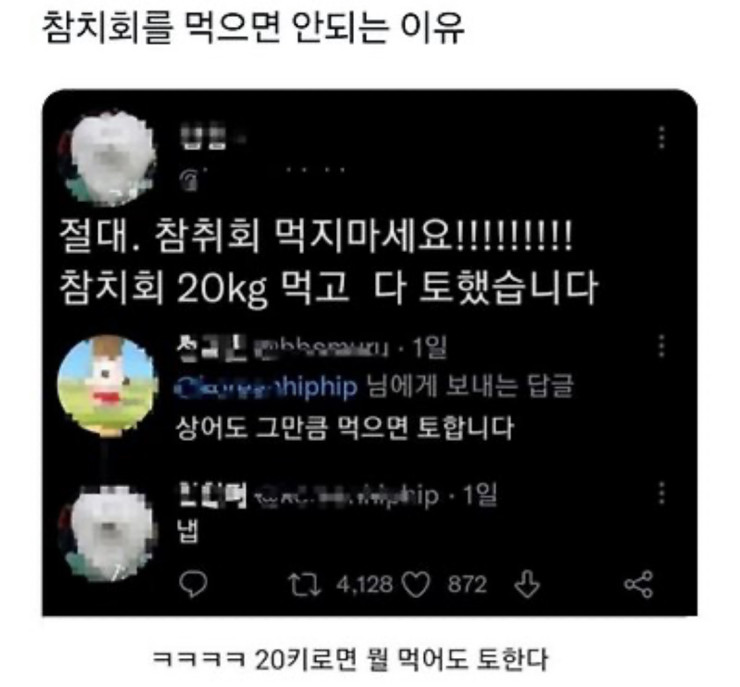 참치회를 먹으면 안되는 이유
절대. 참취회 먹지마세요!!!!!!!!!
참치회 20kg 먹고 다 토했습니다
· 1일
hiphip 님에게 보내는 답글
상어도 그만큼 먹으면 토합니다
hip · 1일
냅
4,128 872
ㅋㅋㅋㅋ 20키로면 뭘 먹어도 토한다